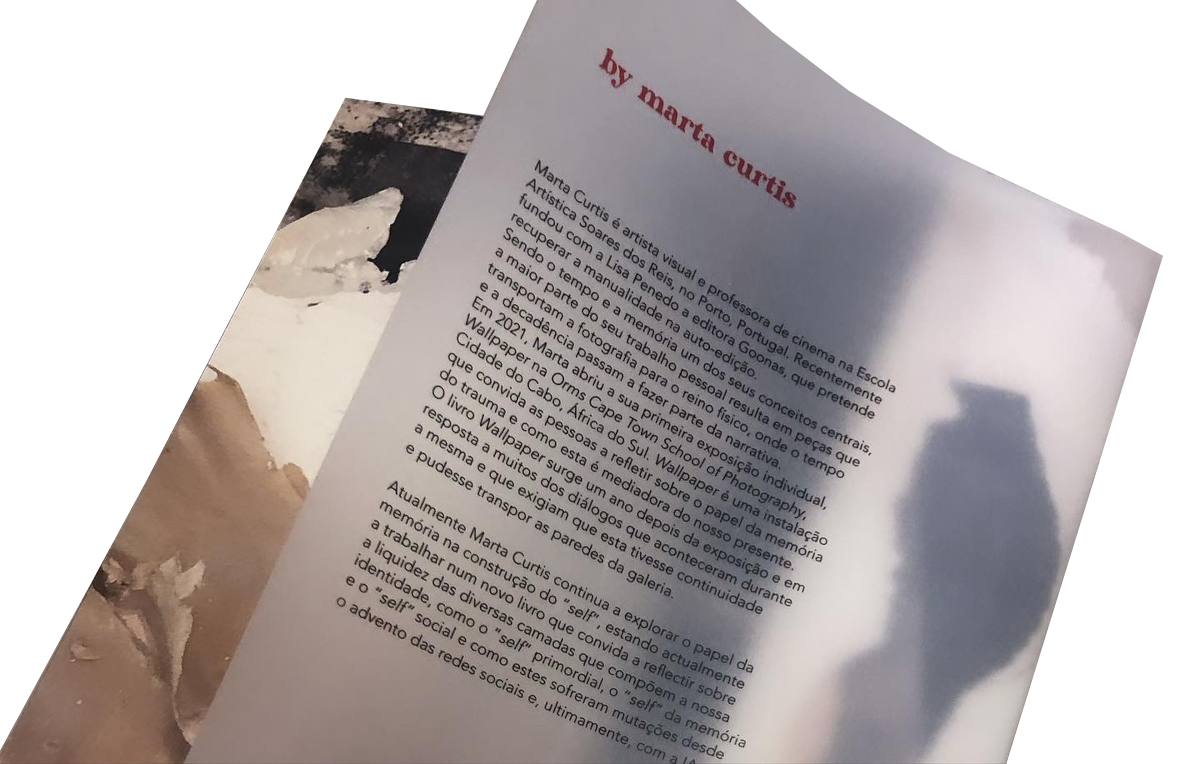 by marta curtis
Marta Curtis é artista visual e professora de cinema na Escola
Artística Soares dos Reis, no Porto, Portugal. Recentemente
fundou com a Lisa Penedo a editora Goonas, que pretende
recuperar a manualidade na auto-edição.
Sendo o tempo e a memória um dos seus conceitos centrais,
a maior parte do seu trabalho pessoal resulta em peças que
transportam a fotografia para o reino físico, onde o tempo
e a decadência passam a fazer parte da narrativa.
Em 2021, Marta abriu a sua primeira exposição individual,
Wallpaper na Orms Cape Town School of Photography,
Cidade do Cabo, África do Sul. Wallpaper é uma instalação
que convida as pessoas a refletir sobre o papel da memória
do trauma e como esta é mediadora do nosso presente.
O livro Wallpaper surge um ano depois da exposição e em
resposta a muitos dos diálogos que aconteceram durante
a mesma e que exigiam que esta tivesse continuidade
e pudesse transpor as paredes da galeria.
Atualmente Marta Curtis continua a explorar o papel da
memória na construção do "self", estando actualmente
a trabalhar num novo livro que convida a reflectir sobre
a liquidez das diversas camadas que compõem a nossa
identidade, como o "self" primordial, o "self" da memória
e o "self" social e como estes sofreram mutações desde
o advento das redes sociais e, ultimamente, com a IA